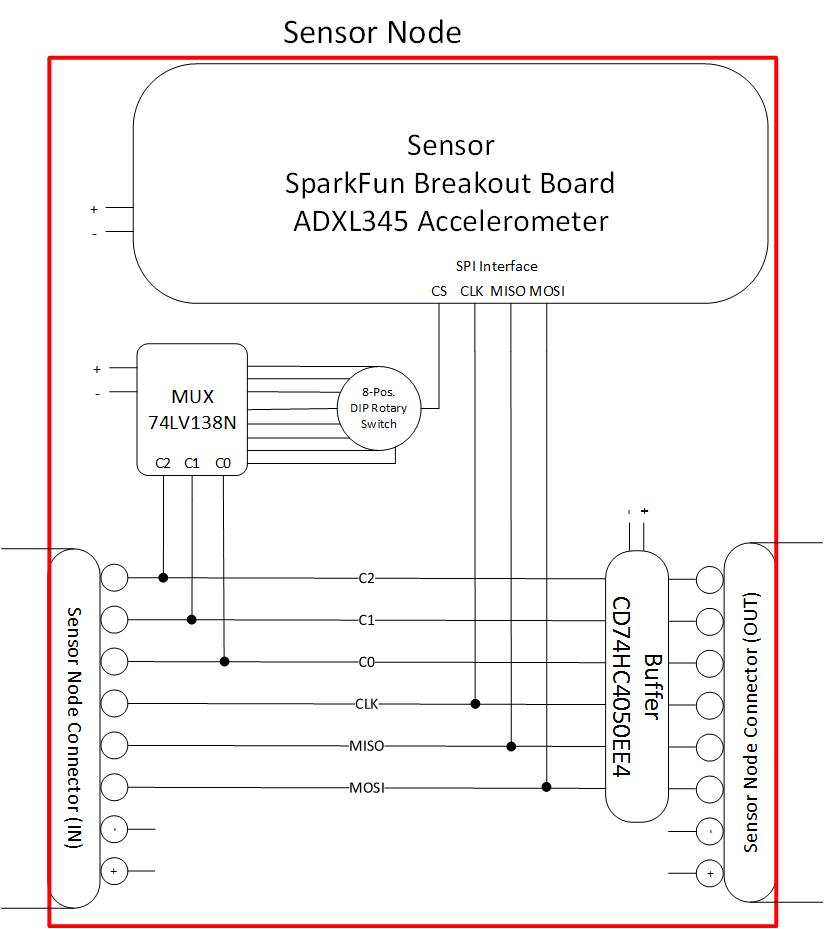 Sensor Node
Sensor
SparkFun Breakout Board
ADXL345 Accelerometer
+
-
SPI Interface
CS CLK MISO MOSI
+
-
MUX
74LV138N
C2 C1 C0
8-Pos.
DIP Rotary
Switch
- +
Sensor Node Connector (IN)
C2
C1
C0
CLK
MISO
MOSI
-
+
Buffer
CD74HC4050EE4
-
+
Sensor Node Connector (OUT)